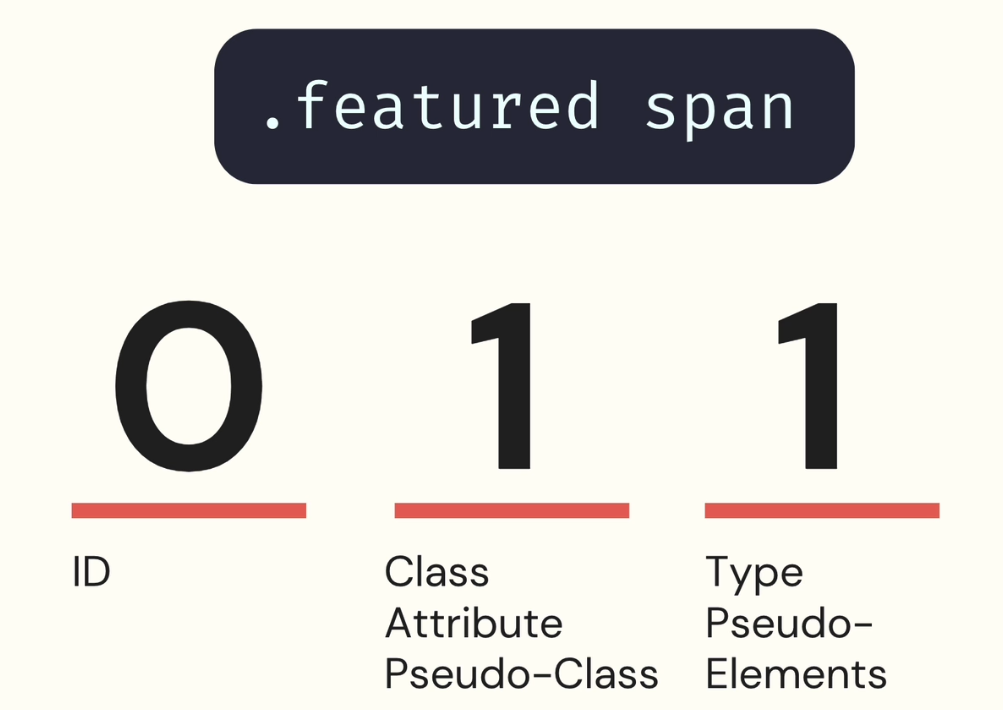 .featured span
0 1 1
ID
Class
Attribute
Pseudo-Class
Type
Pseudo-
Elements